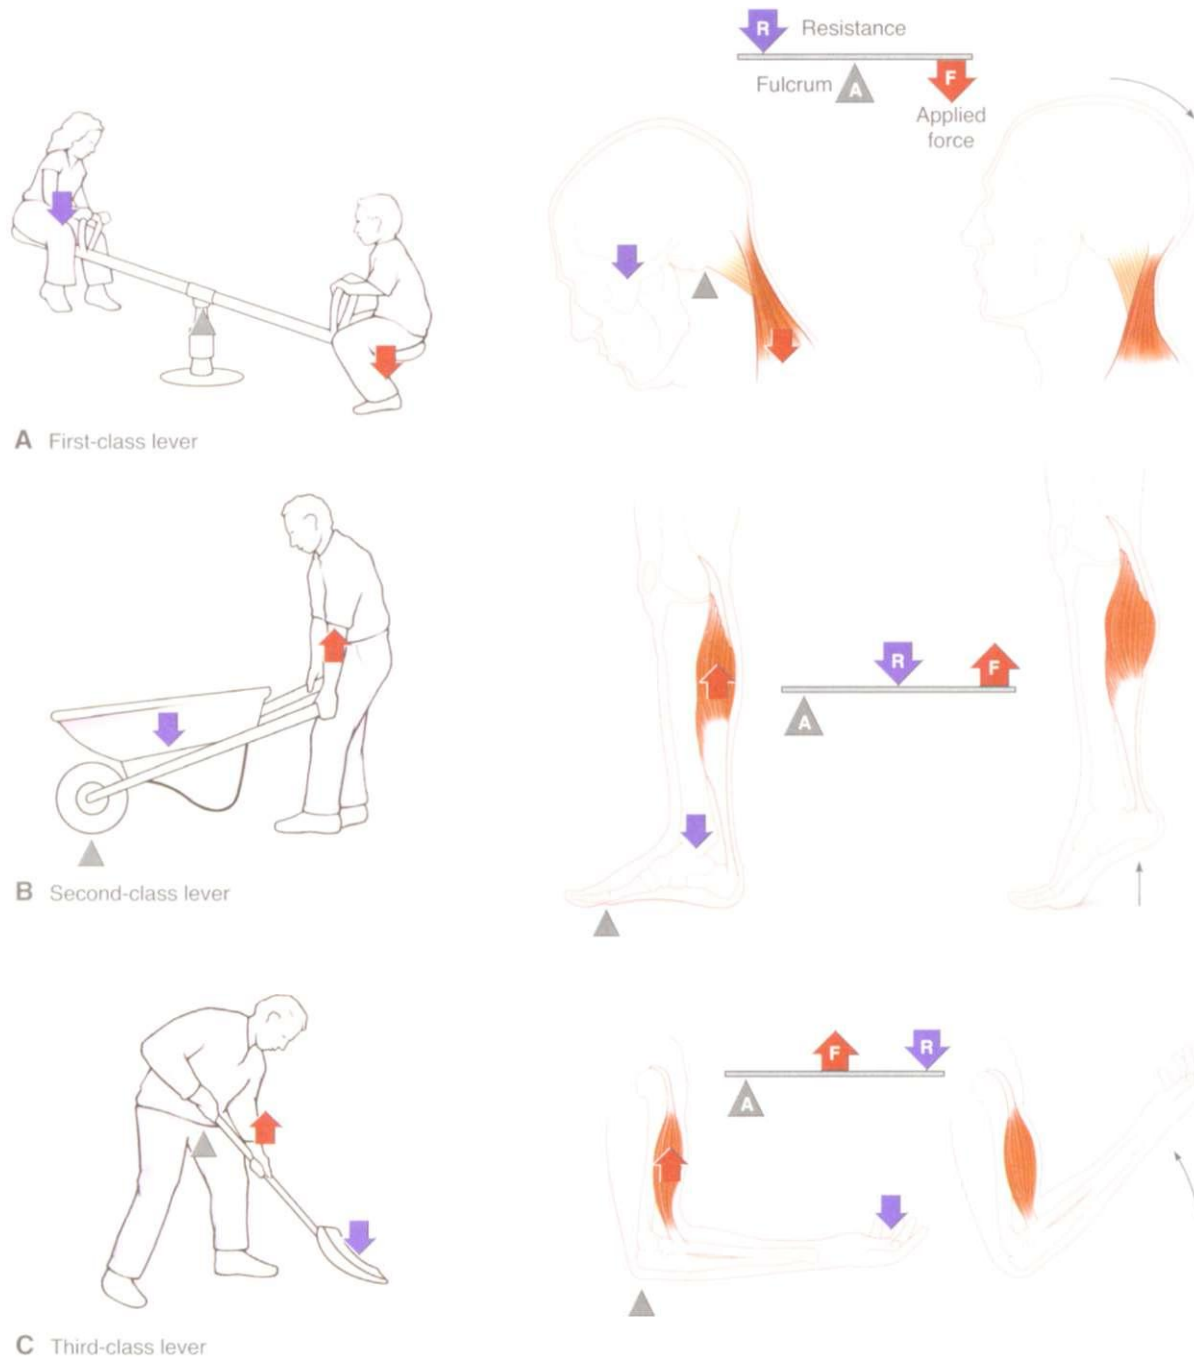 R Resistance
Fulcrum A F
Applied
force
A First-class lever
R F
A
B Second-class lever
F R
A
C Third-class lever